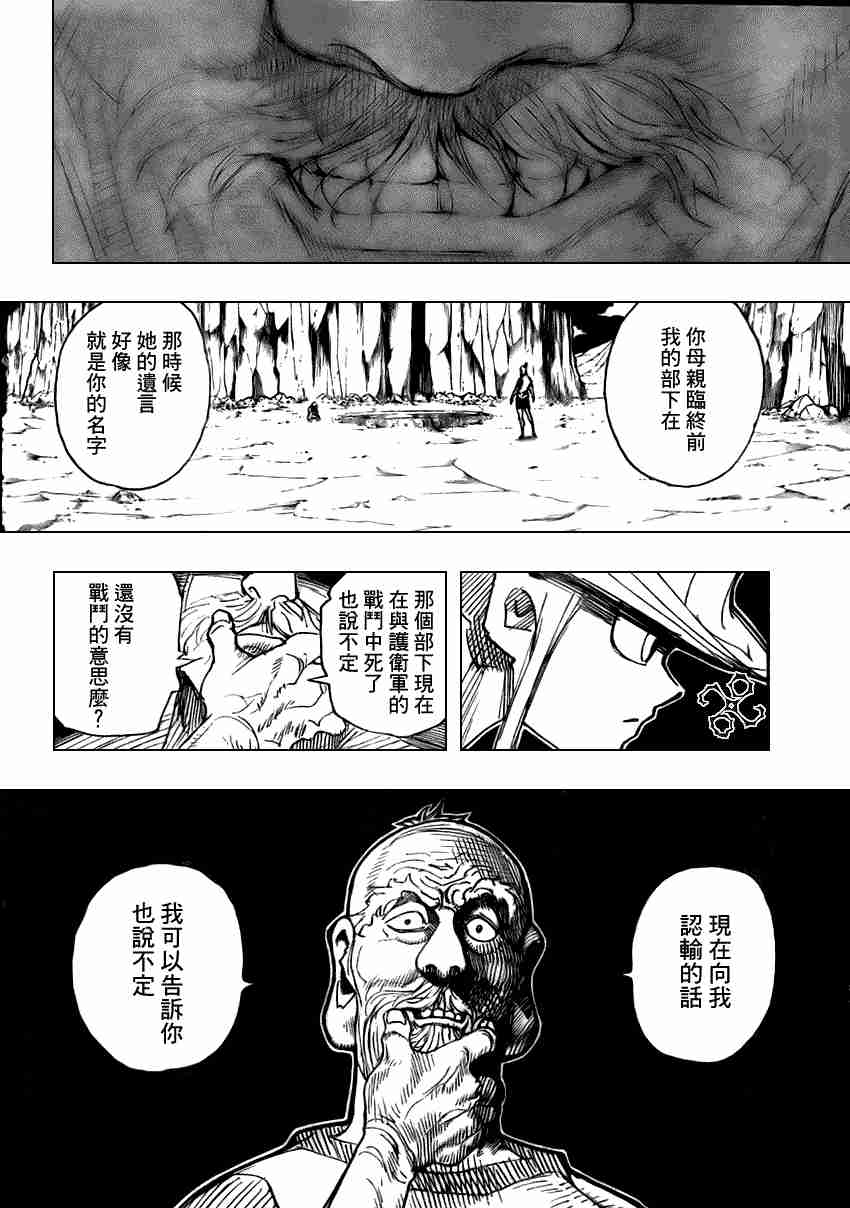 你母親臨終前
我的部下在
那時候
她的遺言
好像
就是你的名字
那個部下現在
在與護衛軍的
戰鬥中死了
也說不定
還沒有
戰鬥的意思麼？
現在向我
認輸的話
我可以告訴你
也說不定